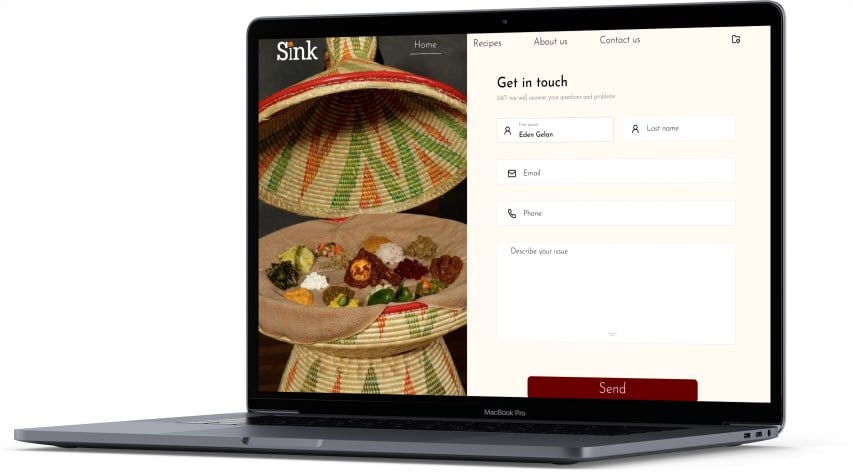 Sink
Home
Recipes
About us
Contact us
Get in touch
24/7 we will answer your questions and problems
First name
Eden Gelan
Last name
Email
Phone
Describe your issue
Send
MacBook Pro